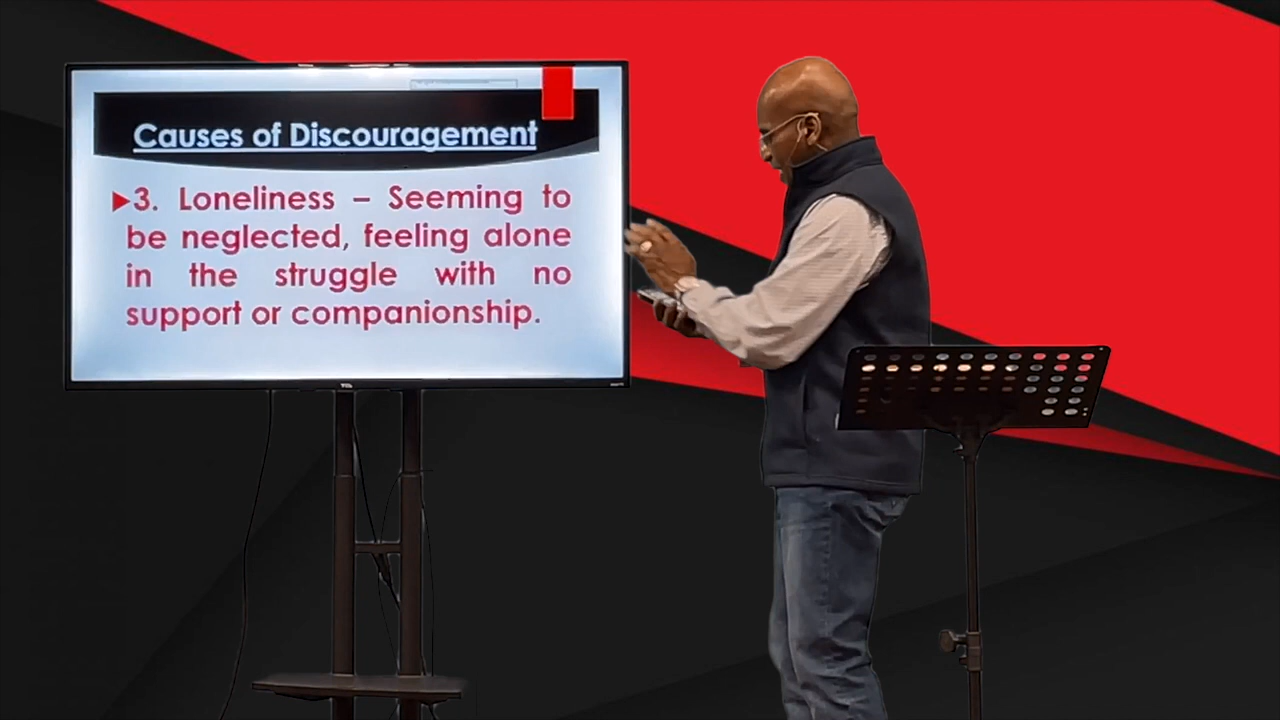 Causes of Discouragement
3. Loneliness – Seeming to
be neglected, feeling alone
in the struggle with no
support or companionship.
TCL